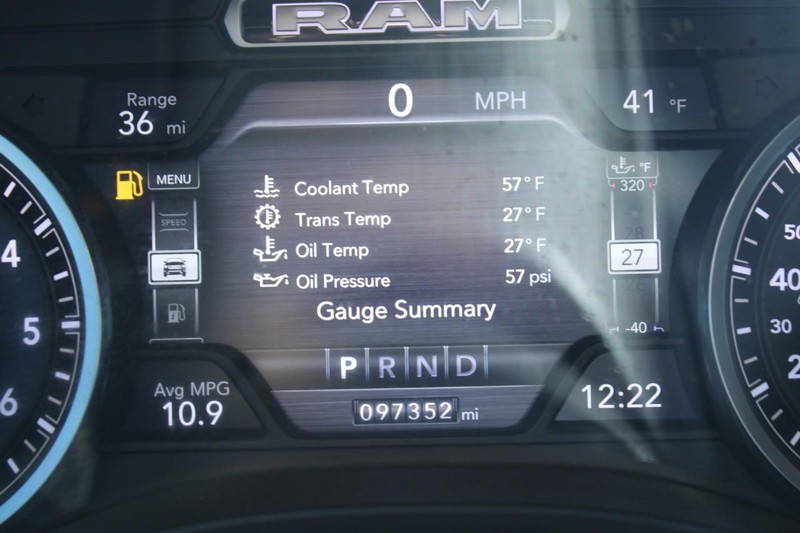 RAM
Range
36 mi
0 MPH
41 °F
MENU
SPEED
Coolant Temp 57°F
Trans Temp 27°F
Oil Temp 27°F
Oil Pressure 57 psi
Gauge Summary
°F
320
28
27
-40
P R N D
Avg MPG
10.9
097352 mi
12:22
4
5
6
50
40
30
2